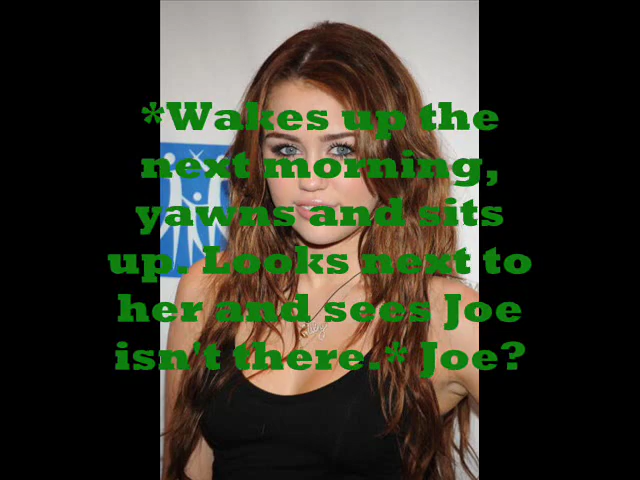 *Wakes up the
next morning,
yawns and sits
up. Looks next to
her and sees Joe
isn't there.* Joe?